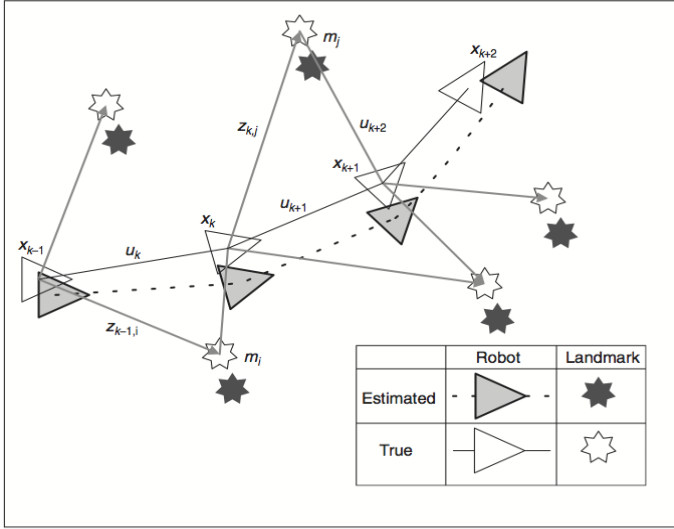 m_j
x_{k+2}
z_{k,j}
u_{k+2}
x_{k+1}
u_{k+1}
x_k
x_{k–1}
u_k
z_{k–1,i}
m_i
Robot Landmark
Estimated
True